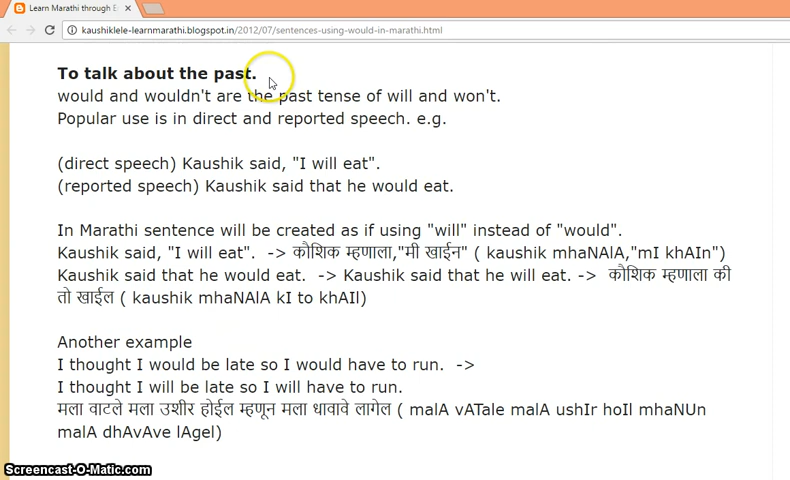 Learn Marathi through En
kaushiklele-learnmarathi.blogspot.in/2012/07/sentences-using-would-in-marathi.html
To talk about the past.
would and wouldn't are the past tense of will and won't.
Popular use is in direct and reported speech. e.g.
(direct speech) Kaushik said, "I will eat".
(reported speech) Kaushik said that he would eat.
In Marathi sentence will be created as if using "will" instead of "would".
Kaushik said, "I will eat".  -> कौशिक म्हणाला,"मी खाईन" ( kaushik mhaNAlA,"mI khAIn")
Kaushik said that he would eat.  -> Kaushik said that he will eat. ->  कौशिक म्हणाला की
तो खाईल ( kaushik mhaNAlA kI to khAIl)
Another example
I thought I would be late so I would have to run.  ->
I thought I will be late so I will have to run.
मला वाटले मला उशीर होईल म्हणून मला धावावे लागेल ( malA vATale malA ushIr hoIl mhaNUn
malA dhAvAve lAgel)
Screencast-O-Matic.com